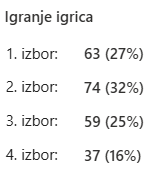 Igranje igrica
1. izbor: 63 (27%)
2. izbor: 74 (32%)
3. izbor: 59 (25%)
4. izbor: 37 (16%)